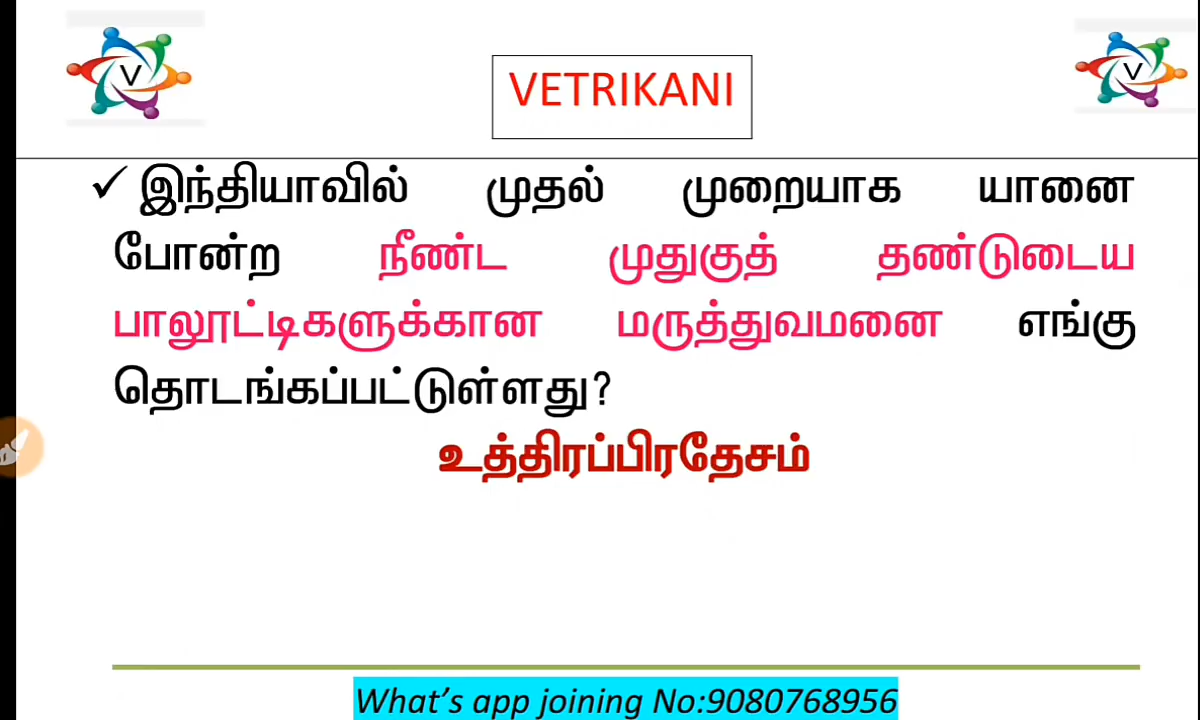 V
V
VETRIKANI
✓ இந்தியாவில் முதல் முறையாக யானை
போன்ற நீண்ட முதுகுத் தண்டுடைய
பாலூட்டிகளுக்கான மருத்துவமனை எங்கு
தொடங்கப்பட்டுள்ளது?
உத்திரப்பிரதேசம்
What's app joining No:9080768956